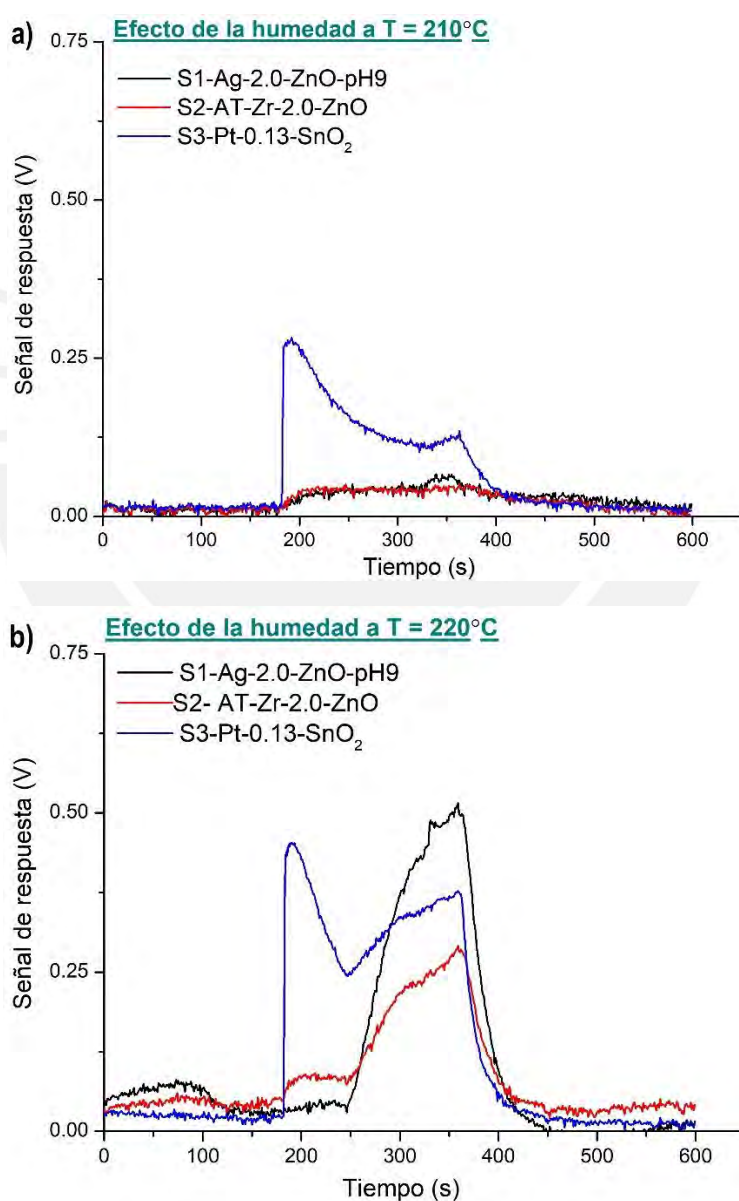 a) Efecto de la humedad a T = 210°C
S1-Ag-2.0-ZnO-pH9
S2-AT-Zr-2.0-ZnO
S3-Pt-0.13-SnO₂
Señal de respuesta (V)
0.75
0.50
0.25
0.00
0 100 200 300 400 500 600
Tiempo (s)
b) Efecto de la humedad a T = 220°C
S1-Ag-2.0-ZnO-pH9
S2- AT-Zr-2.0-ZnO
S3-Pt-0.13-SnO₂
Señal de respuesta (V)
0.75
0.50
0.25
0.00
0 100 200 300 400 500 600
Tiempo (s)